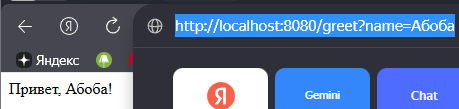 http://localhost:8080/greet?name=Абоба
Яндекс
Привет, Абоба!
Gemini
Chat